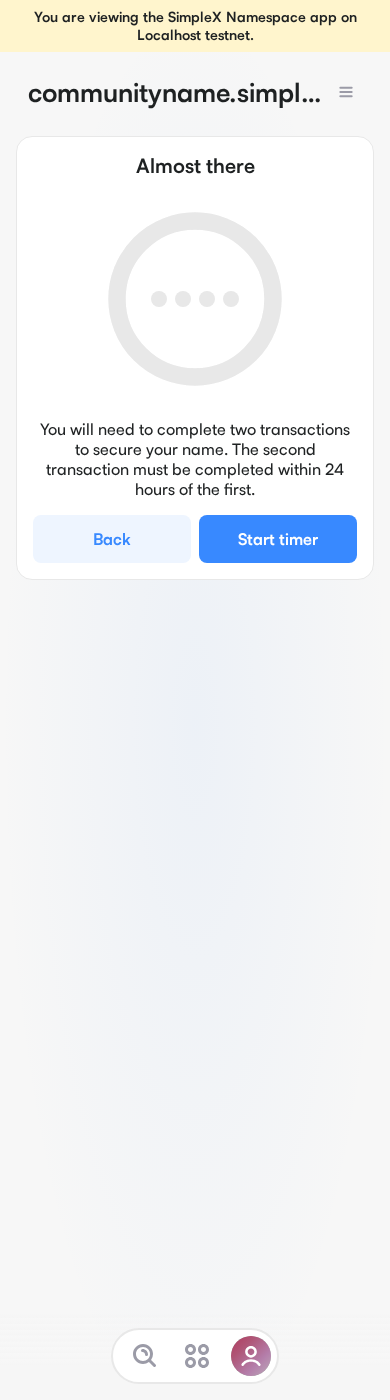 You are viewing the SimpleX Namespace app on
Localhost testnet.
communityname.simpl...
Almost there
You will need to complete two transactions
to secure your name. The second
transaction must be completed within 24
hours of the first.
Back
Start timer